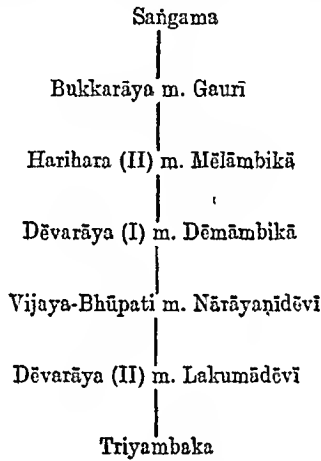 Saṅgama
Bukkarāya m. Gaurī
Harihara (II) m. Mēlāmbikā
Dēvarāya (I) m. Dēmāmbikā
Vijaya-Bhūpati m. Nārāyaṇidēvī
Dēvarāya (II) m. Lakumādēvī
Triyambaka